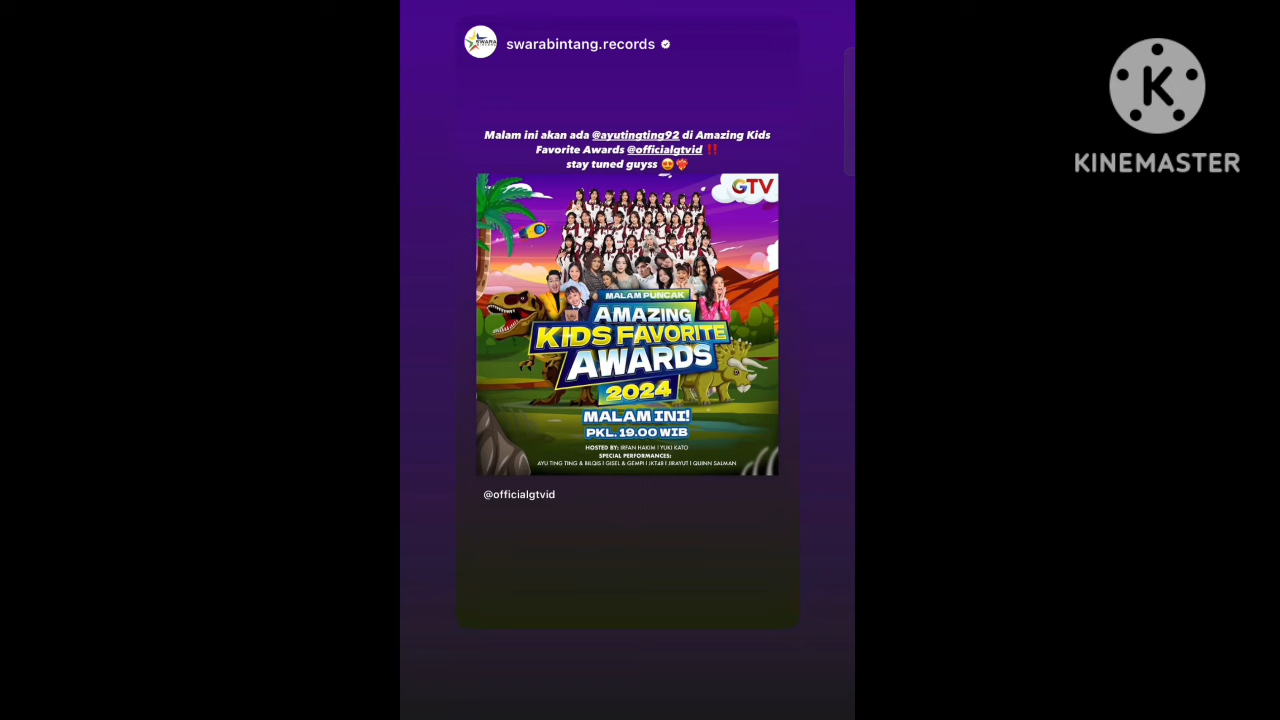 SWARA
swarabintang.records
KINEMASTER
Malam ini akan ada @ayutingting92 di Amazing Kids
Favorite Awards @officialgtvid ‼️
stay tuned guyss 😍❤️‍🔥
GTV
MALAM PUNCAK
AMAZING
KIDS FAVORITE
AWARDS
2024
MALAM INI!
PKL. 19.00 WIB
HOSTED BY: IRFAN HAKIM | YUKI KATO
SPECIAL PERFORMANCES:
AYU TING TING & BILQIS | GISEL & GEMPI | JKT48 | JIRAYUT | QUINN SALMAN
@officialgtvid